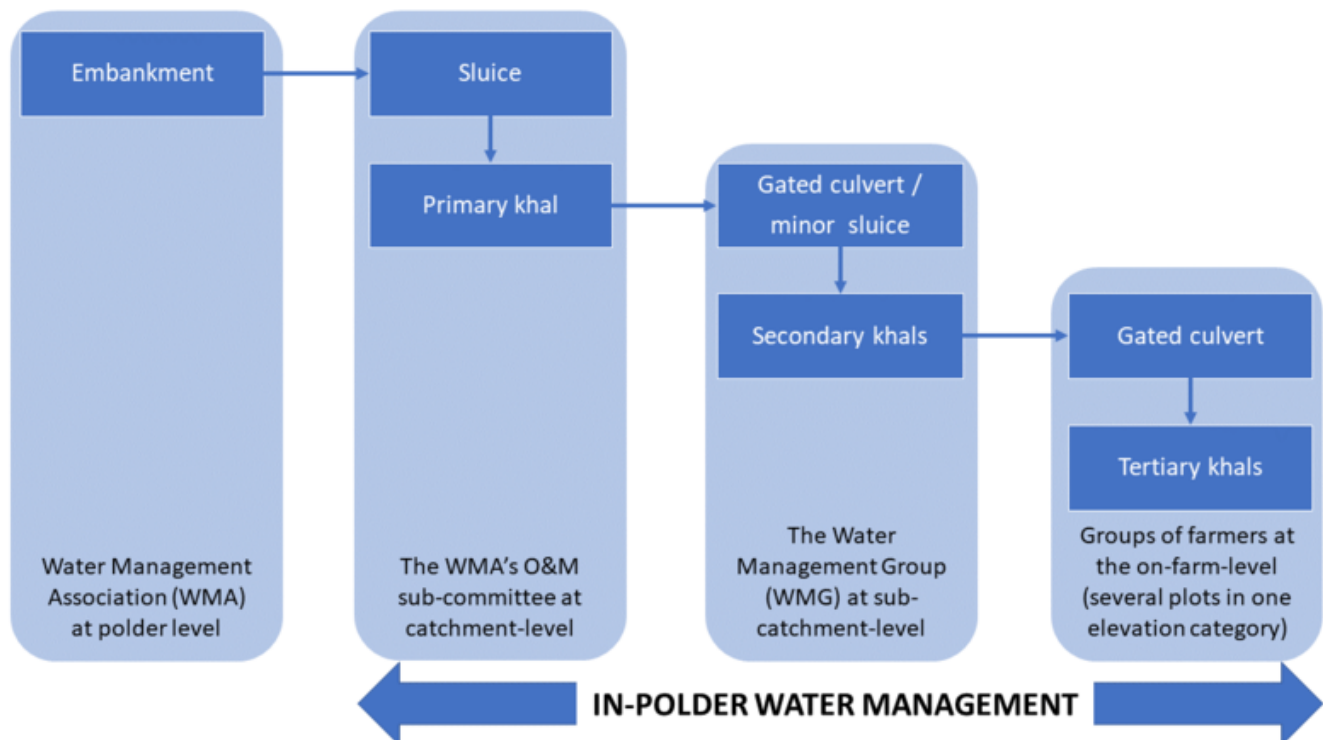 Embankment
Sluice
Primary khal
Gated culvert /
minor sluice
Secondary khals
Gated culvert
Tertiary khals
Water Management
Association (WMA)
at polder level
The WMA’s O&M
sub-committee at
catchment-level
The Water
Management Group
(WMG) at sub-
catchment-level
Groups of farmers at
the on-farm-level
(several plots in one
elevation category)
IN-POLDER WATER MANAGEMENT